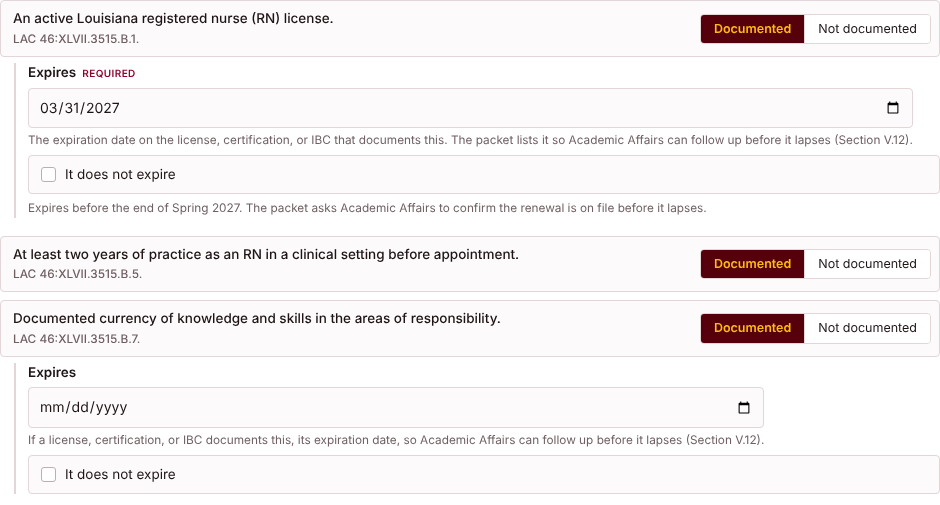 An active Louisiana registered nurse (RN) license.
LAC 46:XLVII.3515.B.1.
Documented
Not documented
Expires REQUIRED
03/31/2027
The expiration date on the license, certification, or IBC that documents this. The packet lists it so Academic Affairs can follow up before it lapses (Section V.12).
It does not expire
Expires before the end of Spring 2027. The packet asks Academic Affairs to confirm the renewal is on file before it lapses.
At least two years of practice as an RN in a clinical setting before appointment.
LAC 46:XLVII.3515.B.5.
Documented
Not documented
Documented currency of knowledge and skills in the areas of responsibility.
LAC 46:XLVII.3515.B.7.
Documented
Not documented
Expires
mm/dd/yyyy
If a license, certification, or IBC documents this, its expiration date, so Academic Affairs can follow up before it lapses (Section V.12).
It does not expire